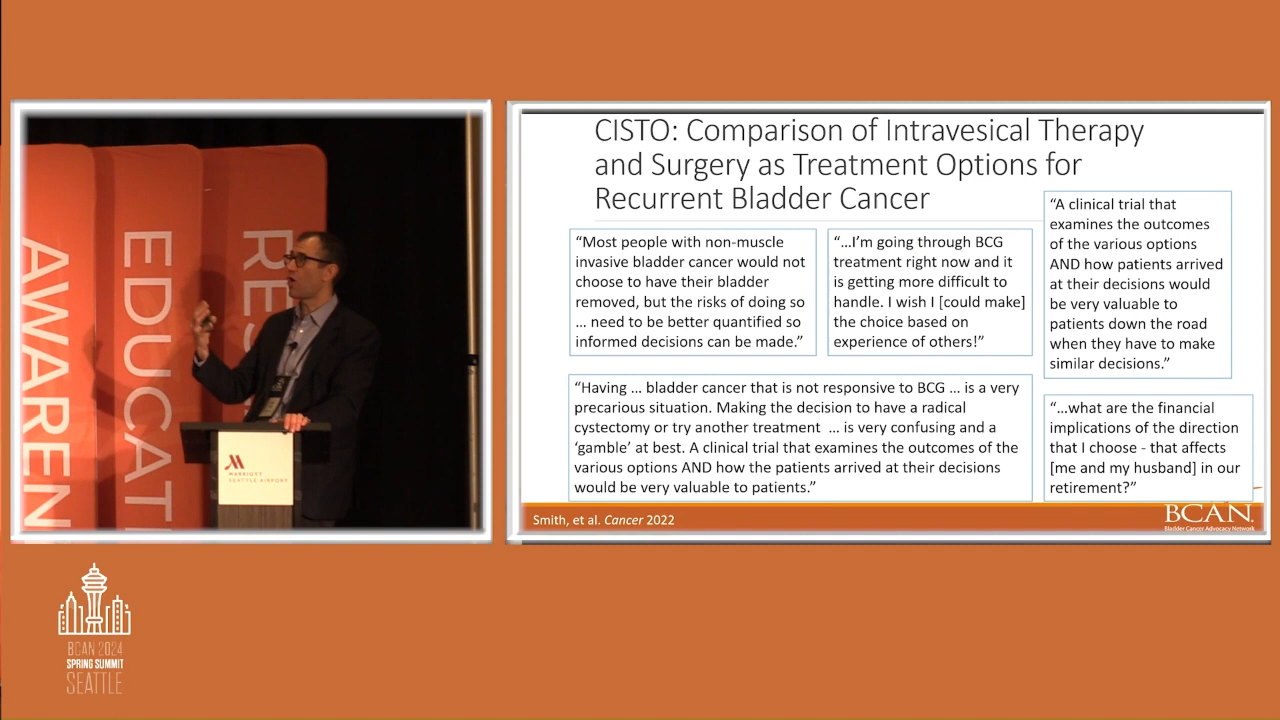 AWAREN
EDUCATI
RES
MARRIOTT
SEATTLE AIRPORT
CISTO: Comparison of Intravesical Therapy
and Surgery as Treatment Options for
Recurrent Bladder Cancer
“Most people with non-muscle
invasive bladder cancer would not
choose to have their bladder
removed, but the risks of doing so
… need to be better quantified so
informed decisions can be made.”
“…I’m going through BCG
treatment right now and it
is getting more difficult to
handle. I wish I [could make]
the choice based on
experience of others!”
“A clinical trial that
examines the outcomes
of the various options
AND how patients arrived
at their decisions would
be very valuable to
patients down the road
when they have to make
similar decisions.”
“Having … bladder cancer that is not responsive to BCG … is a very
precarious situation. Making the decision to have a radical
cystectomy or try another treatment … is very confusing and a
‘gamble’ at best. A clinical trial that examines the outcomes of the
various options AND how the patients arrived at their decisions
would be very valuable to patients.”
“…what are the financial
implications of the direction
that I choose - that affects
[me and my husband] in our
retirement?”
Smith, et al. Cancer 2022
BCAN.
Bladder Cancer Advocacy Network
BCAN 2024
SPRING SUMMIT
SEATTLE